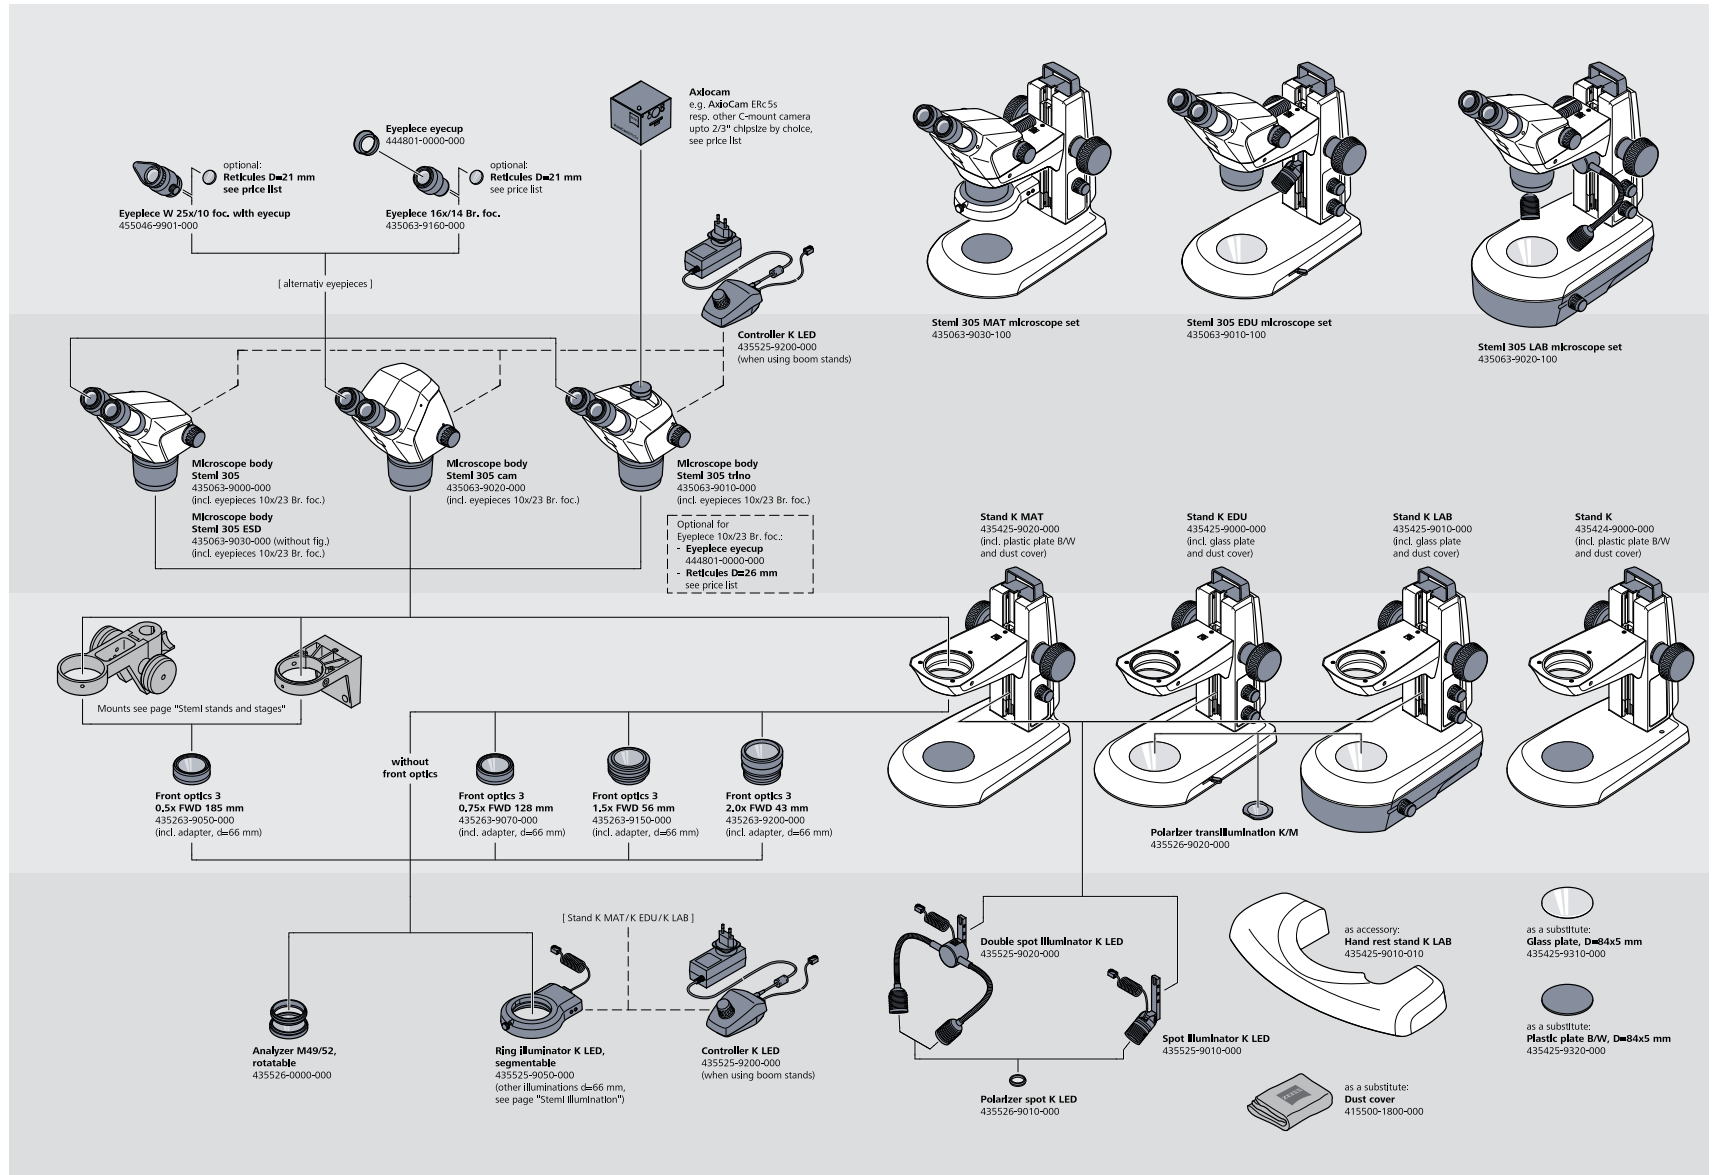 Axiocam
e.g. AxioCam ERc 5s
resp. other C-mount camera
upto 2/3" chipsize by choice,
see price list
Eyepiece eyecup
444801-0000-000
optional:
Reticules D=21 mm
see price list
optional:
Reticules D=21 mm
see price list
Eyepiece W 25x/10 foc. with eyecup
455046-9901-000
Eyepiece 16x/14 Br. foc.
435063-9160-000
[ alternativ eyepieces ]
Controller K LED
435525-9200-000
(when using boom stands)
Stemi 305 MAT microscope set
435063-9030-100
Stemi 305 EDU microscope set
435063-9010-100
Stemi 305 LAB microscope set
435063-9020-100
Microscope body
Stemi 305
435063-9000-000
(incl. eyepieces 10x/23 Br. foc.)
Microscope body
Stemi 305 ESD
435063-9030-000 (without fig.)
(incl. eyepieces 10x/23 Br. foc.)
Microscope body
Stemi 305 cam
435063-9020-000
(incl. eyepieces 10x/23 Br. foc.)
Microscope body
Stemi 305 trino
435063-9010-000
(incl. eyepieces 10x/23 Br. foc.)
Optional for
Eyepiece 10x/23 Br. foc.:
- Eyepiece eyecup
444801-0000-000
- Reticules D=26 mm
see price list
Stand K MAT
435425-9020-000
(incl. plastic plate B/W
and dust cover)
Stand K EDU
435425-9000-000
(incl. glass plate
and dust cover)
Stand K LAB
435425-9010-000
(incl. glass plate
and dust cover)
Stand K
435424-9000-000
(incl. plastic plate B/W
and dust cover)
Mounts see page "Stemi stands and stages"
without
front optics
Front optics 3
0.5x FWD 185 mm
435263-9050-000
(incl. adapter, d=66 mm)
Front optics 3
0.75x FWD 128 mm
435263-9070-000
(incl. adapter, d=66 mm)
Front optics 3
1.5x FWD 56 mm
435263-9150-000
(incl. adapter, d=66 mm)
Front optics 3
2.0x FWD 43 mm
435263-9200-000
(incl. adapter, d=66 mm)
Polarizer transillumination K/M
435526-9020-000
[ Stand K MAT / K EDU / K LAB ]
Analyzer M49/52,
rotatable
435526-0000-000
Ring illuminator K LED,
segmentable
435525-9050-000
(other illuminations d=66 mm,
see page "Stemi illumination")
Controller K LED
435525-9200-000
(when using boom stands)
Double spot illuminator K LED
435525-9020-000
Spot illuminator K LED
435525-9010-000
Polarizer spot K LED
435526-9010-000
as accessory:
Hand rest stand K LAB
435425-9010-010
as a substitute:
Glass plate, D=84x5 mm
435425-9310-000
as a substitute:
Plastic plate B/W, D=84x5 mm
435425-9320-000
as a substitute:
Dust cover
415500-1800-000